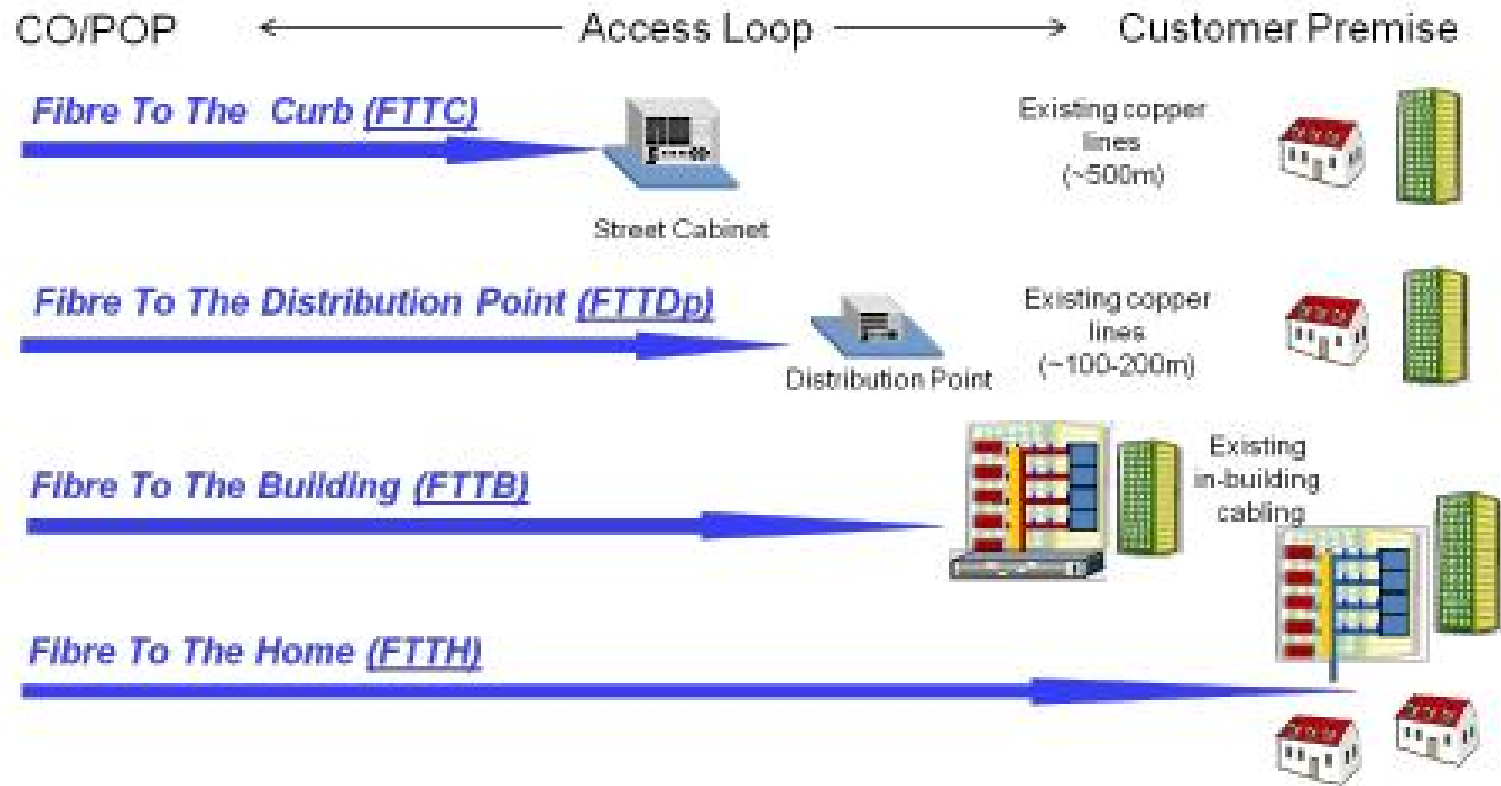 CO/POP Access Loop Customer Premise
Fibre To The Curb (FTTC)
Existing copper
lines
(~500m)
Street Cabinet
Fibre To The Distribution Point (FTTDp)
Existing copper
lines
(~100-200m)
Distribution Point
Fibre To The Building (FTTB)
Existing
in-building
cabling
Fibre To The Home (FTTH)